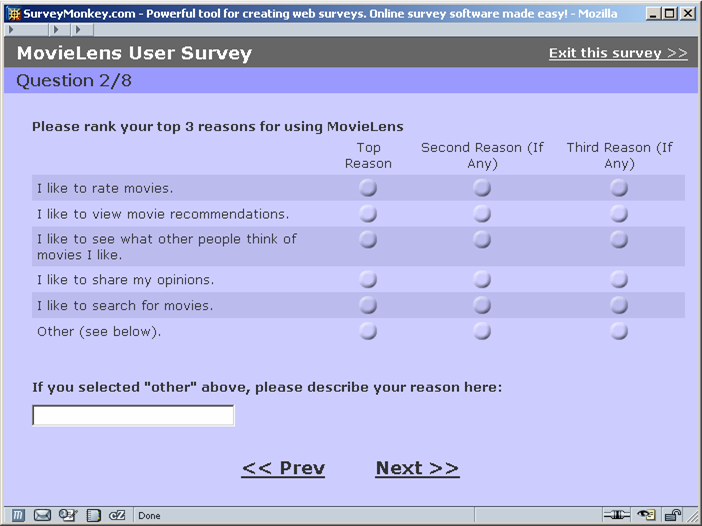 SurveyMonkey.com - Powerful tool for creating web surveys. Online survey software made easy! - Mozilla
MovieLens User Survey
Exit this survey >>
Question 2/8
Please rank your top 3 reasons for using MovieLens
Top Reason
Second Reason (If Any)
Third Reason (If Any)
I like to rate movies.
I like to view movie recommendations.
I like to see what other people think of
movies I like.
I like to share my opinions.
I like to search for movies.
Other (see below).
If you selected "other" above, please describe your reason here:
<< Prev
Next >>
Done